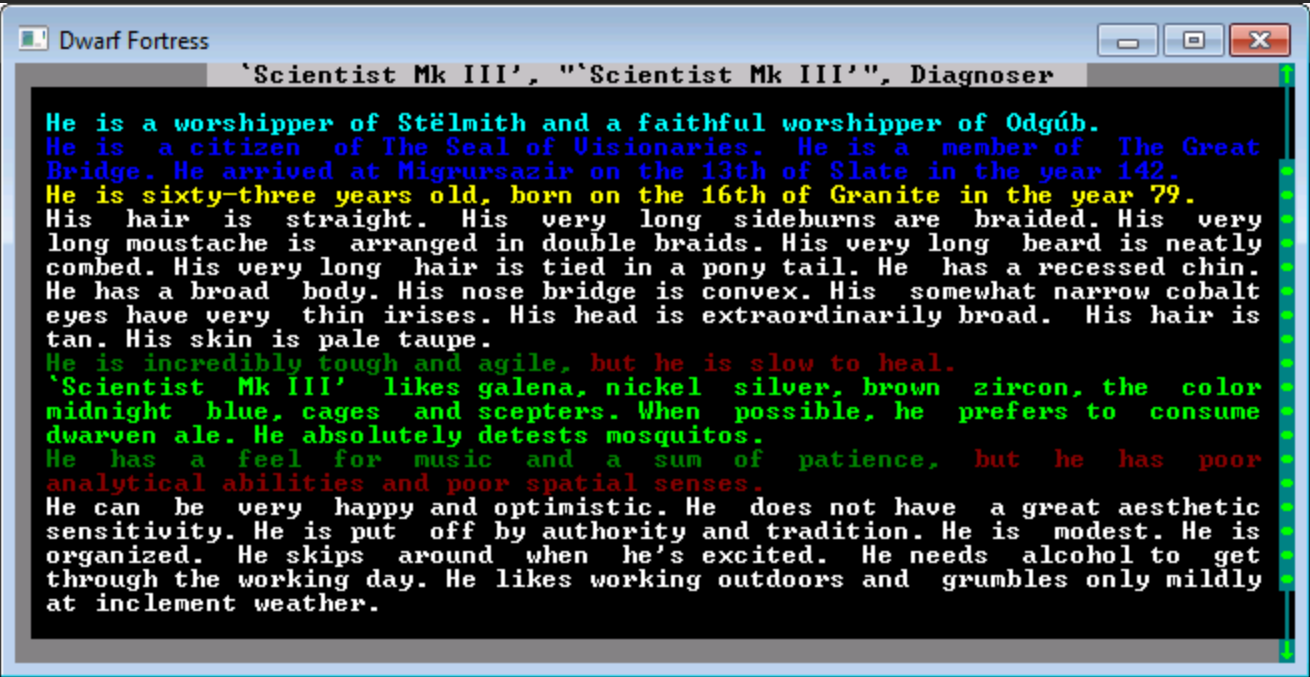 Dwarf Fortress
`Scientist Mk III', "`Scientist Mk III'", Diagnoser
He is a worshipper of Stëlmith and a faithful worshipper of Odgúb.
He is a citizen of The Seal of Visionaries. He is a member of The Great
Bridge. He arrived at Migrursazir on the 13th of Slate in the year 142.
He is sixty-three years old, born on the 16th of Granite in the year 79.
His hair is straight. His very long sideburns are braided. His very
long moustache is arranged in double braids. His very long beard is neatly
combed. His very long hair is tied in a pony tail. He has a recessed chin.
He has a broad body. His nose bridge is convex. His somewhat narrow cobalt
eyes have very thin irises. His head is extraordinarily broad. His hair is
tan. His skin is pale taupe.
He is incredibly tough and agile, but he is slow to heal.
`Scientist Mk III' likes galena, nickel silver, brown zircon, the color
midnight blue, cages and scepters. When possible, he prefers to consume
dwarven ale. He absolutely detests mosquitos.
He has a feel for music and a sum of patience, but he has poor
analytical abilities and poor spatial senses.
He can be very happy and optimistic. He does not have a great aesthetic
sensitivity. He is put off by authority and tradition. He is modest. He is
organized. He skips around when he's excited. He needs alcohol to get
through the working day. He likes working outdoors and grumbles only mildly
at inclement weather.